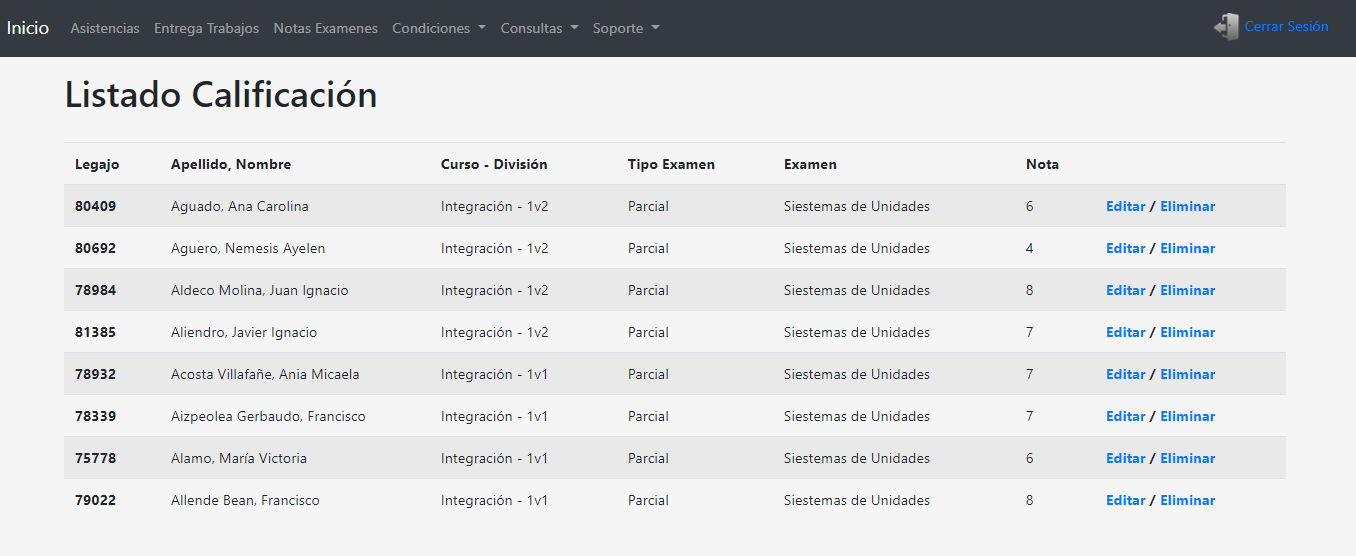 Inicio Asistencias Entrega Trabajos Notas Examenes Condiciones Consultas Soporte Cerrar Sesión
Listado Calificación
Legajo Apellido, Nombre Curso - División Tipo Examen Examen Nota
80409 Aguado, Ana Carolina Integración - 1v2 Parcial Siestemas de Unidades 6 Editar / Eliminar
80692 Aguero, Nemesis Ayelen Integración - 1v2 Parcial Siestemas de Unidades 4 Editar / Eliminar
78984 Aldeco Molina, Juan Ignacio Integración - 1v2 Parcial Siestemas de Unidades 8 Editar / Eliminar
81385 Aliendro, Javier Ignacio Integración - 1v2 Parcial Siestemas de Unidades 7 Editar / Eliminar
78932 Acosta Villafañe, Ania Micaela Integración - 1v1 Parcial Siestemas de Unidades 7 Editar / Eliminar
78339 Aizpeolea Gerbaudo, Francisco Integración - 1v1 Parcial Siestemas de Unidades 7 Editar / Eliminar
75778 Alamo, María Victoria Integración - 1v1 Parcial Siestemas de Unidades 6 Editar / Eliminar
79022 Allende Bean, Francisco Integración - 1v1 Parcial Siestemas de Unidades 8 Editar / Eliminar